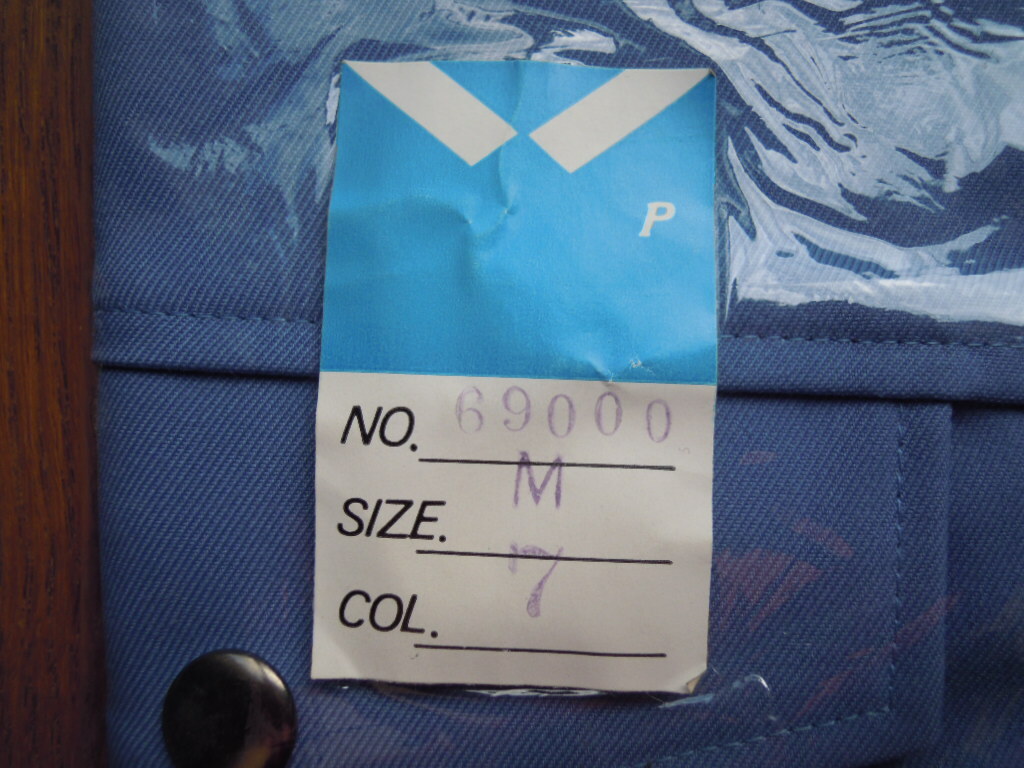 P
NO. 69000
SIZE. M
COL. 7